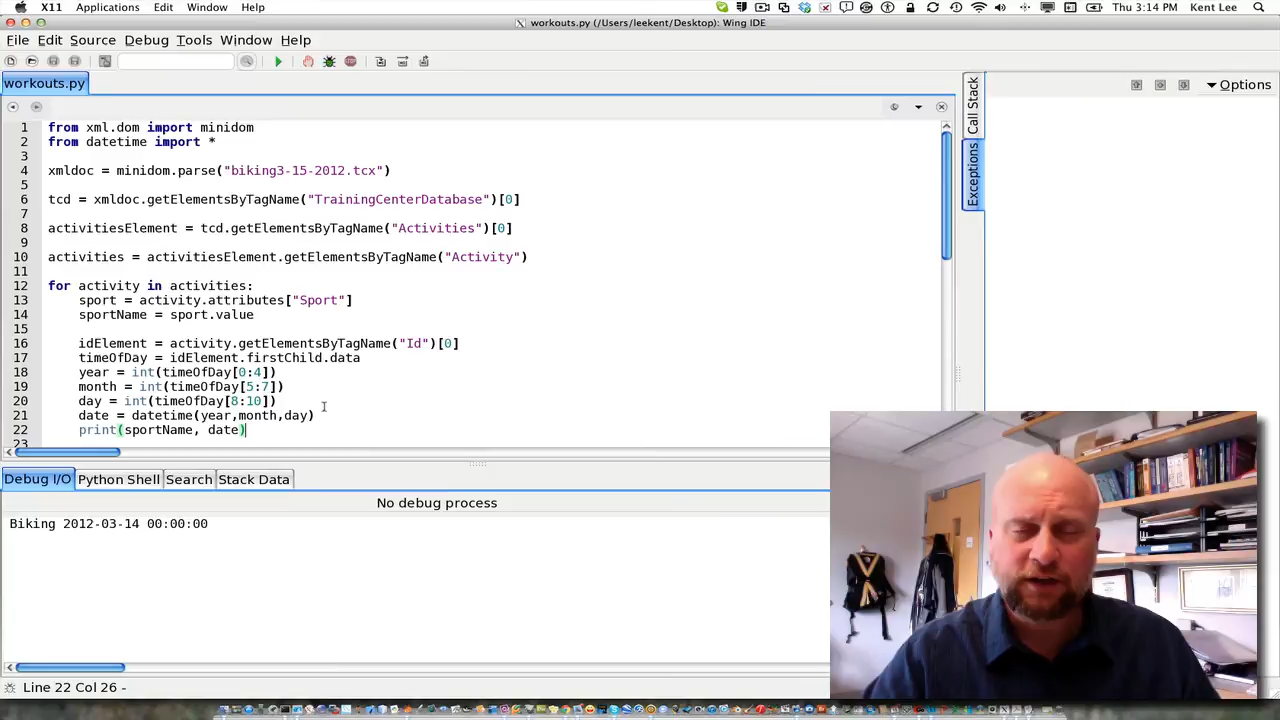 X11 Applications Edit Window Help Thu 3:14 PM Kent Lee
workouts.py (/Users/leekent/Desktop): Wing IDE
File Edit Source Debug Tools Window Help
workouts.py
Options
Call Stack
Exceptions
1 from xml.dom import minidom
2 from datetime import *
3
4 xmldoc = minidom.parse("biking3-15-2012.tcx")
5
6 tcd = xmldoc.getElementsByTagName("TrainingCenterDatabase")[0]
7
8 activitiesElement = tcd.getElementsByTagName("Activities")[0]
9
10 activities = activitiesElement.getElementsByTagName("Activity")
11
12 for activity in activities:
13 sport = activity.attributes["Sport"]
14 sportName = sport.value
15
16 idElement = activity.getElementsByTagName("Id")[0]
17 timeOfDay = idElement.firstChild.data
18 year = int(timeOfDay[0:4])
19 month = int(timeOfDay[5:7])
20 day = int(timeOfDay[8:10])
21 date = datetime(year,month,day)
22 print(sportName, date)
23
Debug I/O Python Shell Search Stack Data
No debug process
Biking 2012-03-14 00:00:00
Line 22 Col 26 -